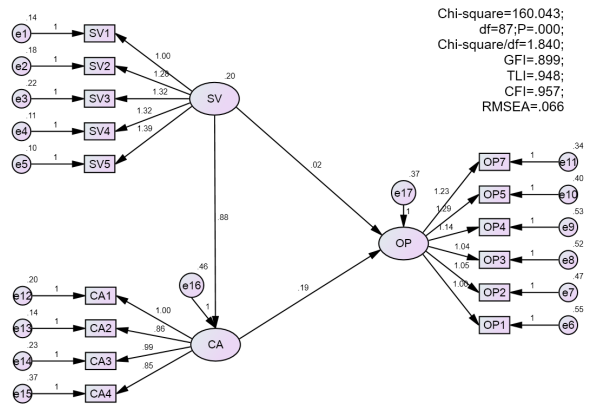 Chi-square=160.043;
df=87;P=.000;
Chi-square/df=1.840;
GFI=.899;
TLI=.948;
CFI=.957;
RMSEA=.066
.14
e1 1 SV1
.18
e2 1 SV2
.22
e3 1 SV3
.11
e4 1 SV4
.10
e5 1 SV5
1.00
1.28
1.32
1.32
1.39
.20
SV
.02
.88
.37
e17
1
OP
1.23
1.29
1.14
1.04
1.05
1.00
.34
OP7 1 e11
.40
OP5 1 e10
.53
OP4 1 e9
.52
OP3 1 e8
.47
OP2 1 e7
.55
OP1 1 e6
.46
e16
1
.19
CA
.20
e12 1 CA1
.14
e13 1 CA2
.23
e14 1 CA3
.37
e15 1 CA4
1.00
.86
.99
.85